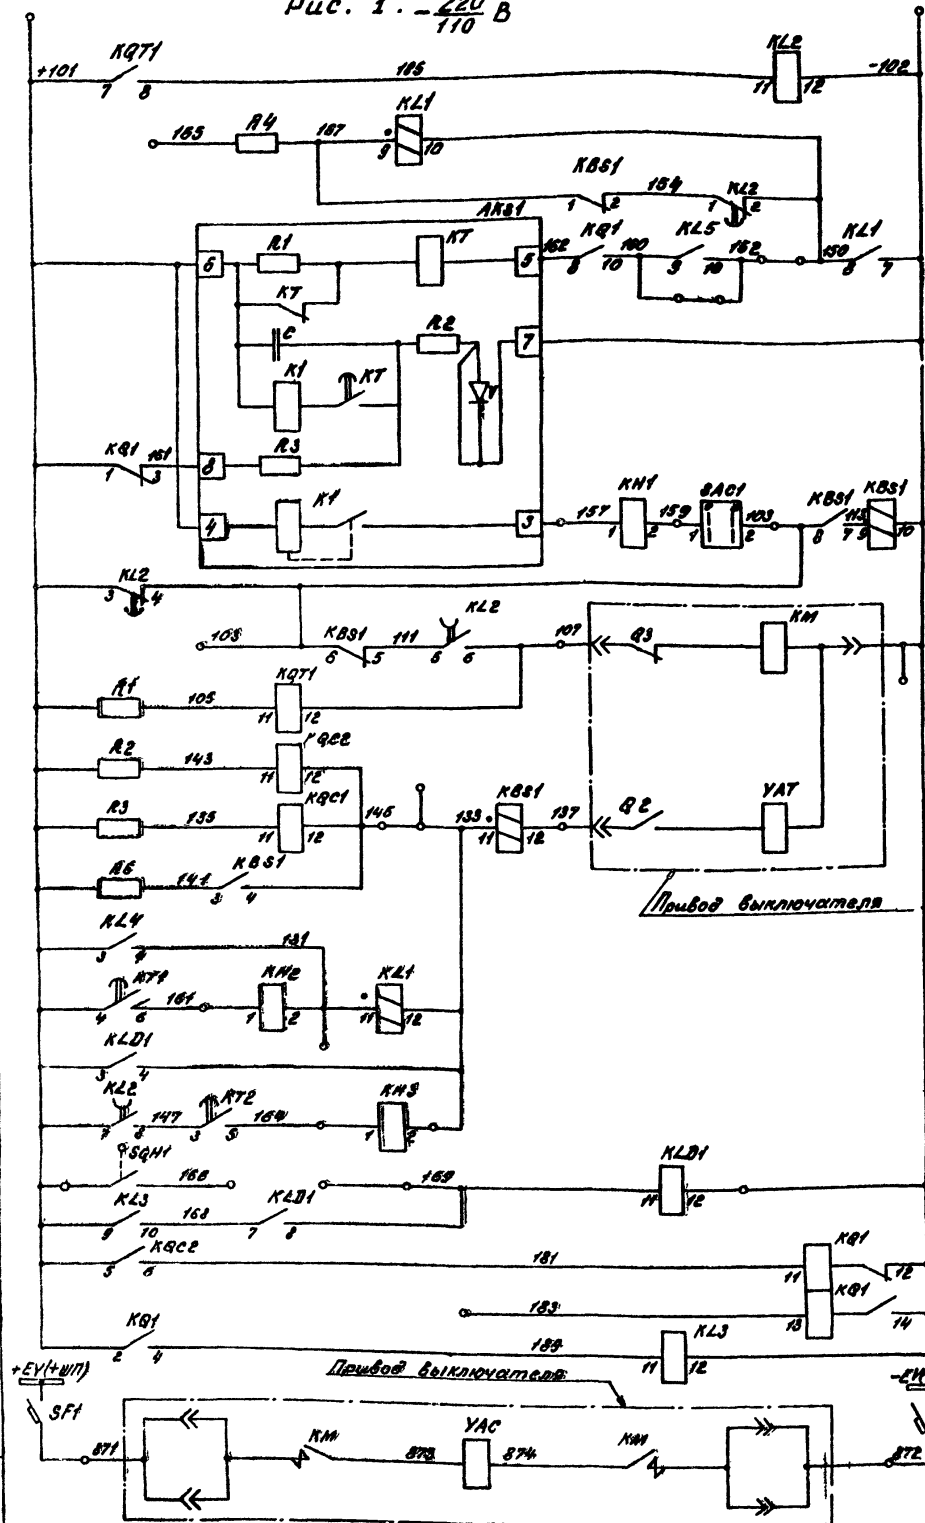 Рис. 1. -220/110 В
+101 KQT1 7 8 185 KL2 11 12 -102
165 R4 167 KL1 9 10
KBS1 1 2 154 KL2 1 2
AKS1
6 R1 KT 5 162 KQ1 8 10 160 KL5 9 10 152 150 KL1 8 7
KT
C R2 7
K1 KT V
KQ1 1 3 161 8 R3
4 K1 3 157 KH1 1 2 159 SAC1 1 2 103 KBS1 8 7 113 KBS1 9 10
KL2 3 4
103 KBS1 6 5 111 KL2 5 6 107 Q3 KM
R1 105 KQT1 11 12
R2 143 KQC2 11 12
R3 135 KQC1 11 12 145 133 KBS1 11 12 137 Q2 YAT
R6 141 KBS1 3 4
Привод выключателя
KL4 3 4 131
KT1 4 6 161 KH2 1 2 KL1 11 12
KLD1 3 4
KL2 7 8 147 KT2 3 5 164 KH3 1 2
SQH1 166 169 KLD1 11 12
KL3 9 10 168 KLD1 7 8
KQC2 5 6 181 KQ1 11 12
183 KQ1 13 14
KQ1 2 4 189 KL3 11 12
+EY(+ШП) Привод выключателя -EY
SF1
871 KM 873 YAC 874 KM 872